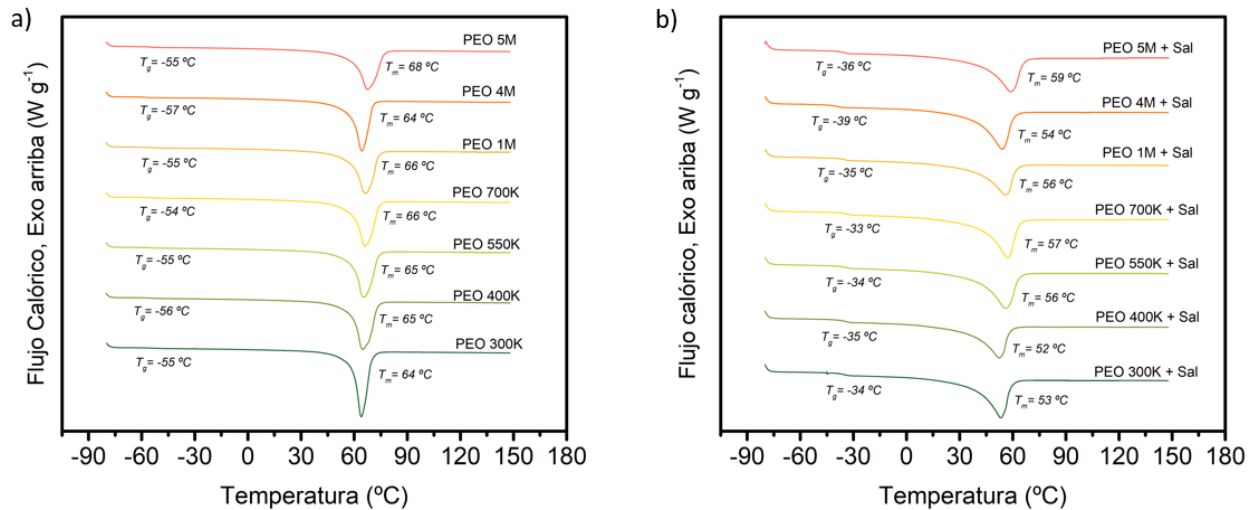 a)
Flujo Calórico, Exo arriba (W g⁻¹)
PEO 5M
Tg= -55 ºC
Tm= 68 ºC
PEO 4M
Tg= -57 ºC
Tm= 64 ºC
PEO 1M
Tg= -55 ºC
Tm= 66 ºC
PEO 700K
Tg= -54 ºC
Tm= 66 ºC
PEO 550K
Tg= -55 ºC
Tm= 65 ºC
PEO 400K
Tg= -56 ºC
Tm= 65 ºC
PEO 300K
Tg= -55 ºC
Tm= 64 ºC
-90 -60 -30 0 30 60 90 120 150 180
Temperatura (ºC)
b)
Flujo calórico, Exo ariba (W g⁻¹)
PEO 5M + Sal
Tg= -36 ºC
Tm= 59 ºC
PEO 4M + Sal
Tg= -39 ºC
Tm= 54 ºC
PEO 1M + Sal
Tg= -35 ºC
Tm= 56 ºC
PEO 700K + Sal
Tg= -33 ºC
Tm= 57 ºC
PEO 550K + Sal
Tg= -34 ºC
Tm= 56 ºC
PEO 400K + Sal
Tg= -35 ºC
Tm= 52 ºC
PEO 300K + Sal
Tg= -34 ºC
Tm= 53 ºC
-90 -60 -30 0 30 60 90 120 150 180
Temperatura (ºC)